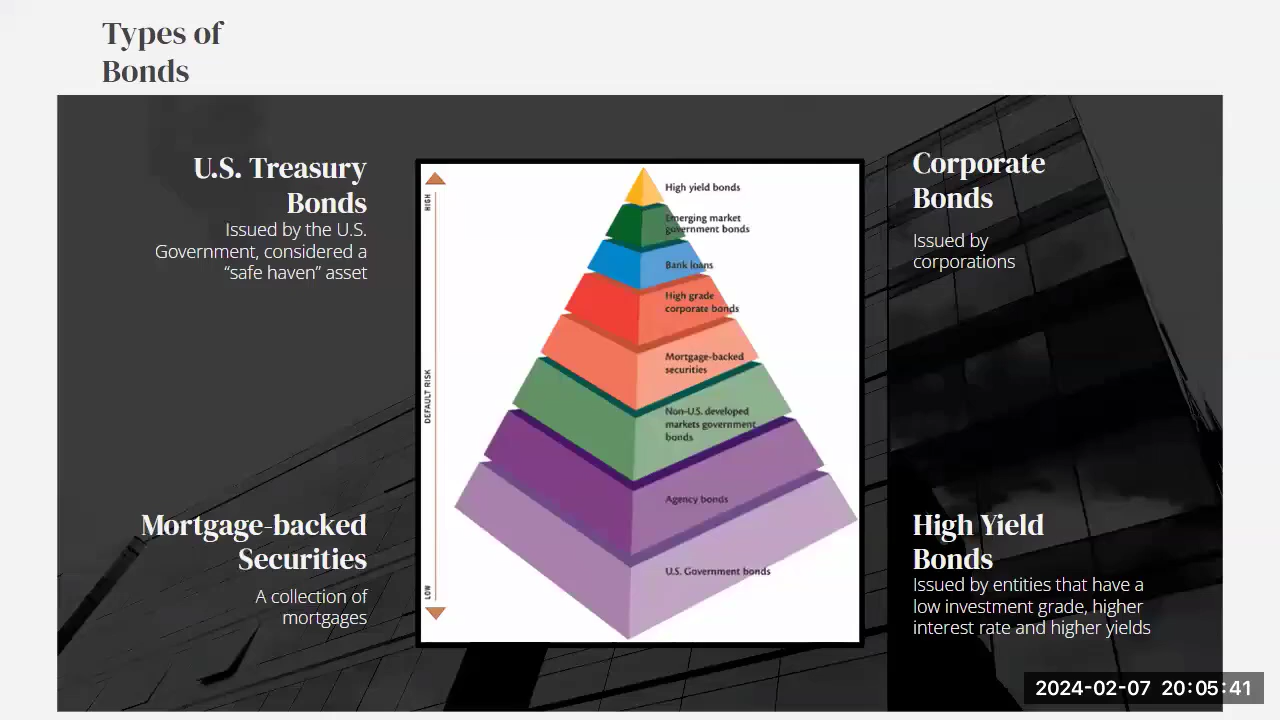 Types of
Bonds
U.S. Treasury
Bonds
Issued by the U.S.
Government, considered a
“safe haven” asset
Mortgage-backed
Securities
A collection of
mortgages
HIGH
DEFAULT RISK
LOW
High yield bonds
Emerging market
government bonds
Bank loans
High grade
corporate bonds
Mortgage-backed
securities
Non-U.S. developed
markets government
bonds
Agency bonds
U.S. Government bonds
Corporate
Bonds
Issued by
corporations
High Yield
Bonds
Issued by entities that have a
low investment grade, higher
interest rate and higher yields
2024-02-07 20:05:41